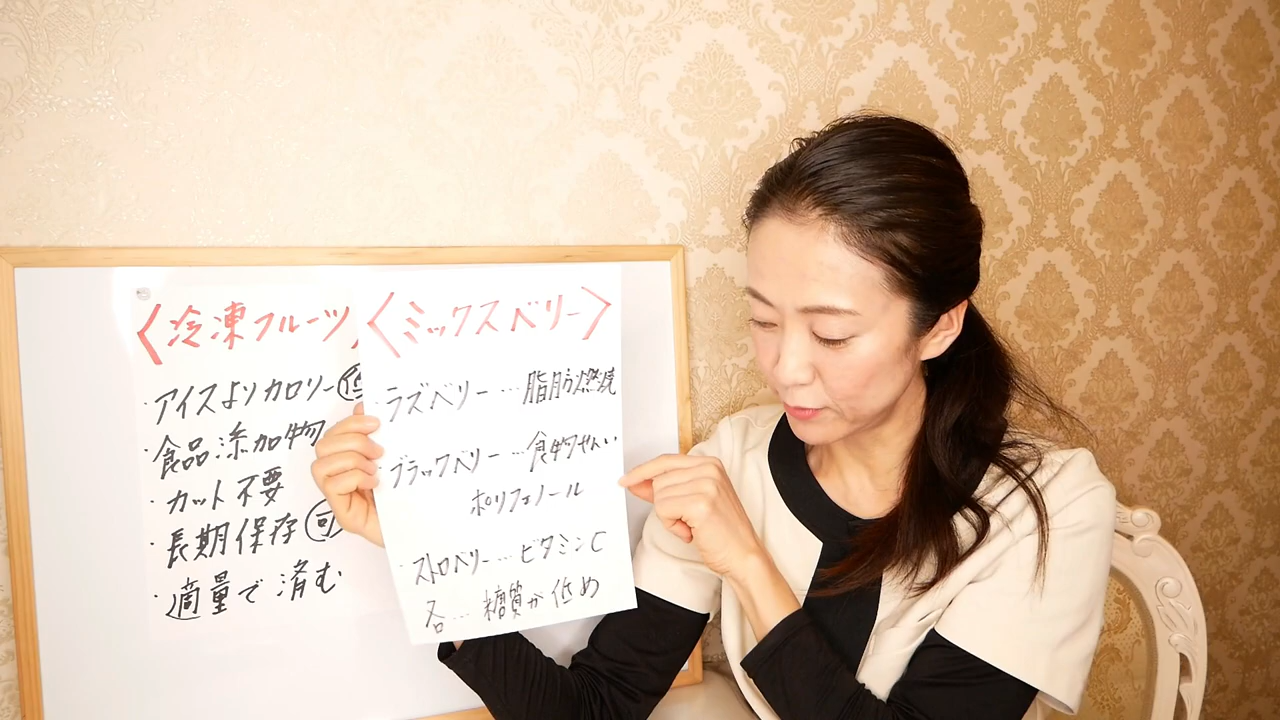 〈冷凍フルーツ
・アイスよりカロリー低
・食品添加物
・カット不要
・長期保存可
・適量で済む
〈ミックスベリー〉
・ラズベリー…脂肪燃焼
・ブラックベリー…食物せんい
ポリフェノール
・ストロベリー…ビタミンC
各…糖質が低め